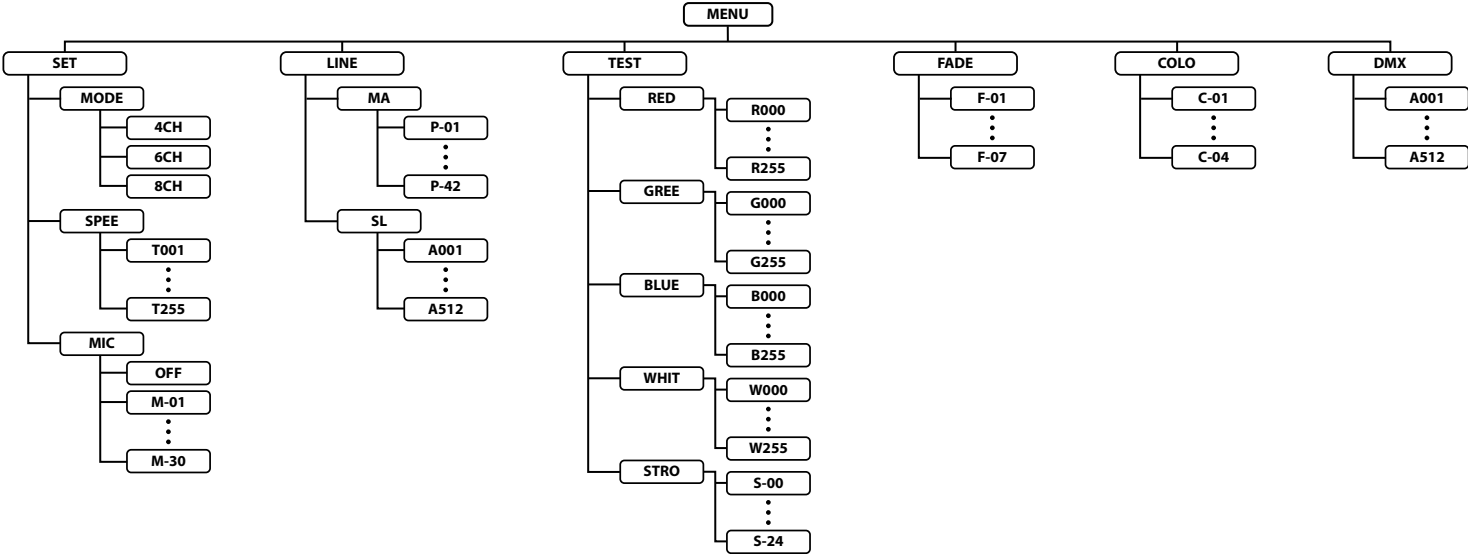 MENU
SET
MODE
4CH
6CH
8CH
SPEE
T001
T255
MIC
OFF
M-01
M-30
LINE
MA
P-01
P-42
SL
A001
A512
TEST
RED
R000
R255
GREE
G000
G255
BLUE
B000
B255
WHIT
W000
W255
STRO
S-00
S-24
FADE
F-01
F-07
COLO
C-01
C-04
DMX
A001
A512